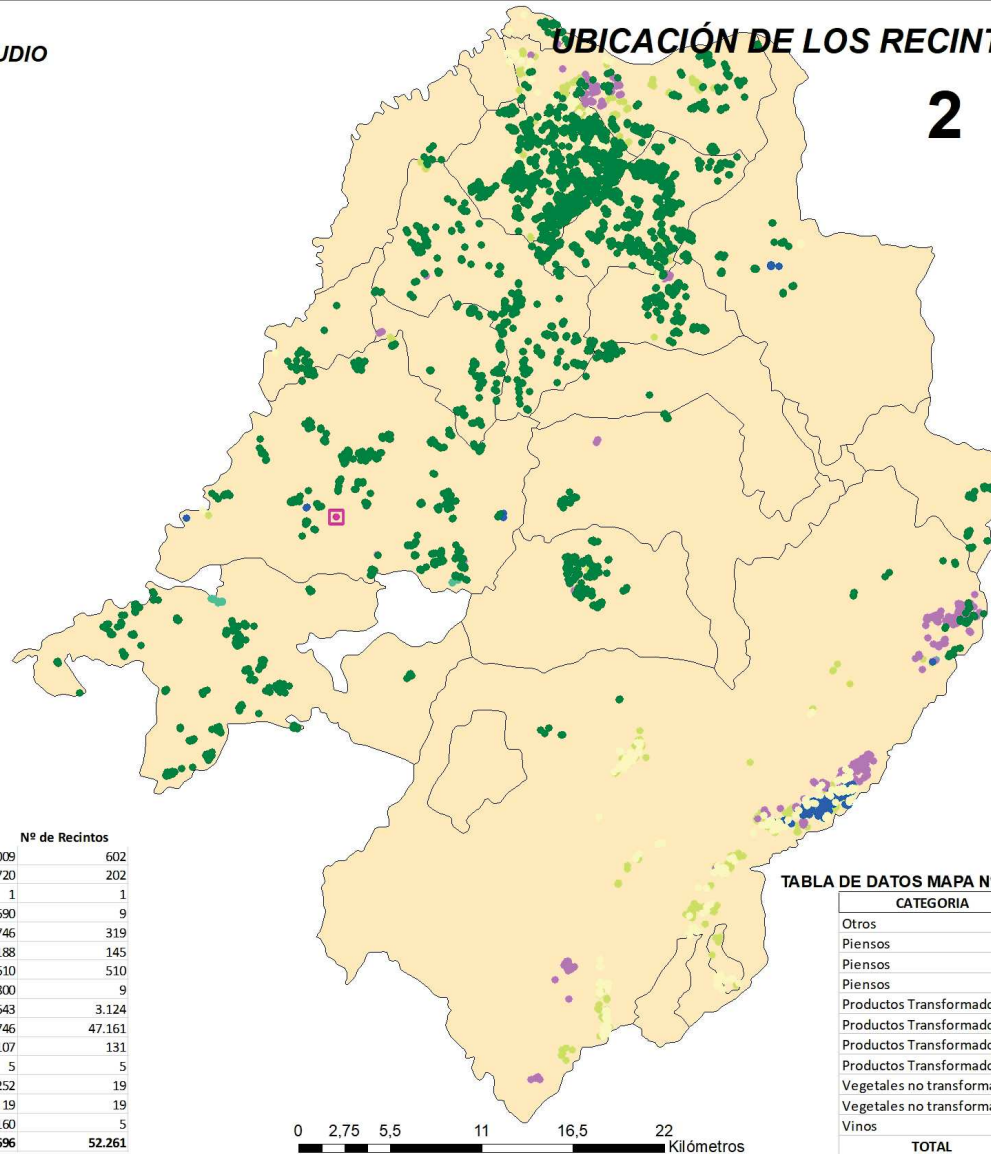 UDIO
UBICACIÓN DE LOS RECINT
2
Nº de Recintos
009 602
720 202
1 1
690 9
746 319
188 145
510 510
300 9
543 3.124
746 47.161
107 131
5 5
252 19
19 19
160 5
596 52.261
0 2,75 5,5 11 16,5 22
Kilómetros
TABLA DE DATOS MAPA Nº
CATEGORIA
Otros
Piensos
Piensos
Piensos
Productos Transformado
Productos Transformado
Productos Transformado
Productos Transformado
Vegetales no transforma
Vegetales no transforma
Vinos
TOTAL